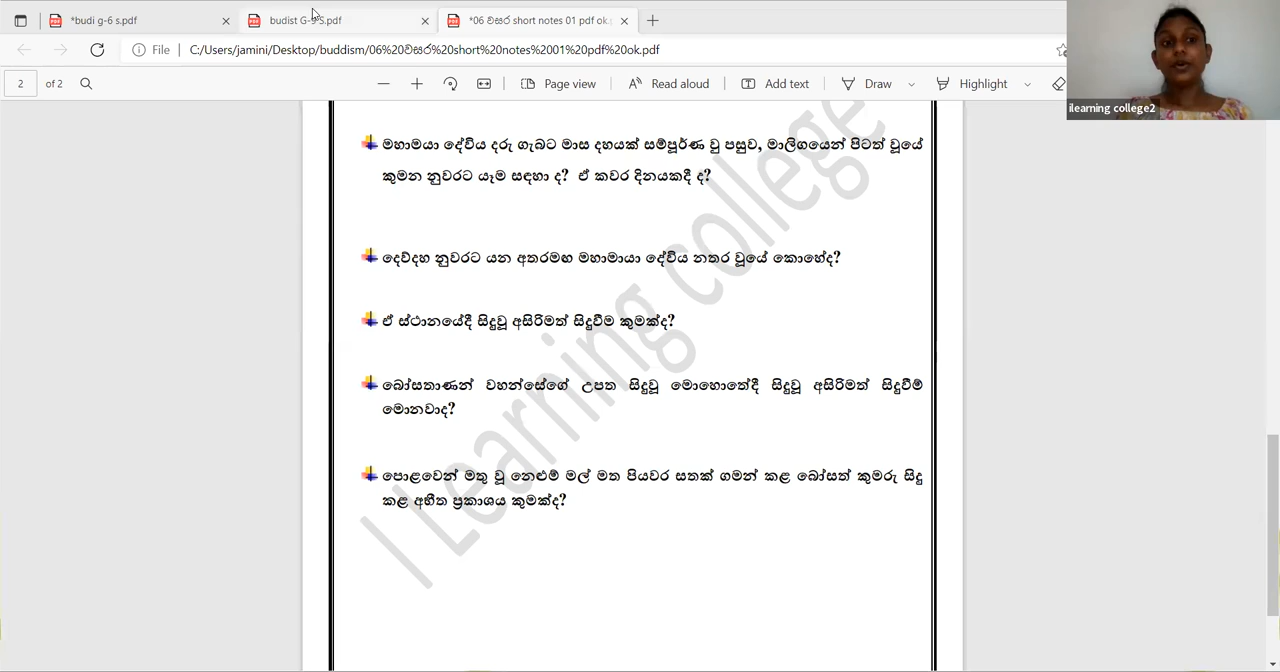 *budi g-6 s.pdf
budist G-9 S.pdf
*06 වසර short notes 01 pdf ok.
File C:/Users/jamini/Desktop/buddism/06%20වසර%20short%20notes%2001%20pdf%20ok.pdf
2 of 2 Page view Read aloud Add text Draw Highlight
ilearning college2
මහාමයා දේවිය දරු ගැබට මාස දහයක් සම්පූර්ණ වු පසුව, මාලිගයෙන් පිටත් වූයේ
කුමන නුවරට යෑම සඳහා ද? ඒ කවර දිනයකදී ද?
දෙව්දහ නුවරට යන අතරමඟ මහාමායා දේවිය නතර වූයේ කොහේද?
ඒ ස්ථානයේදී සිදුවූ අසිරිමත් සිදුවීම කුමක්ද?
බෝසතාණන් වහන්සේගේ උපත සිදුවූ මොහොතේදී සිදුවූ අසිරිමත් සිදුවීම්
මොනවාද?
පොළවෙන් මතු වූ නෙළුම් මල් මත පියවර සතක් ගමන් කළ බෝසත් කුමරු සිදු
කළ අභීත ප්‍රකාශය කුමක්ද?
I Learning college